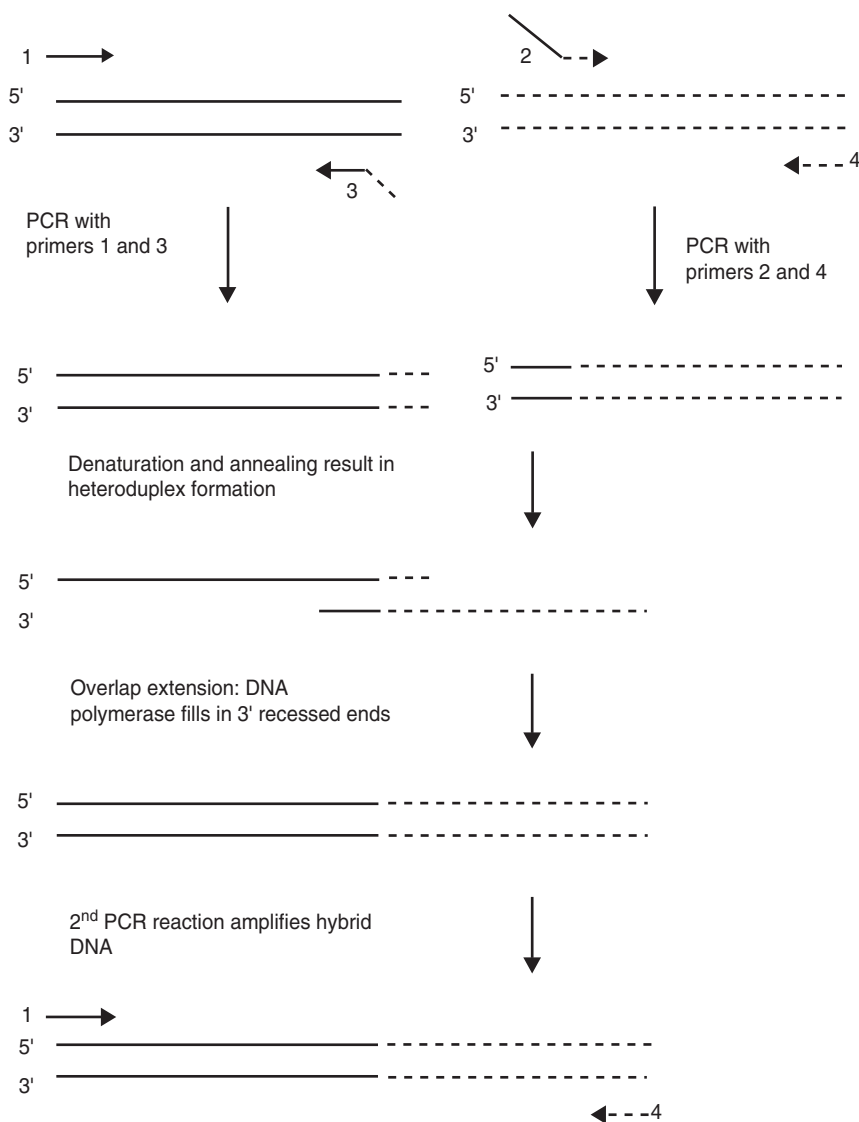 1
2
5'
3'
5'
3'
3
4
PCR with
primers 1 and 3
PCR with
primers 2 and 4
5'
3'
5'
3'
Denaturation and annealing result in
heteroduplex formation
5'
3'
Overlap extension: DNA
polymerase fills in 3' recessed ends
5'
3'
2nd PCR reaction amplifies hybrid
DNA
1
5'
3'
4